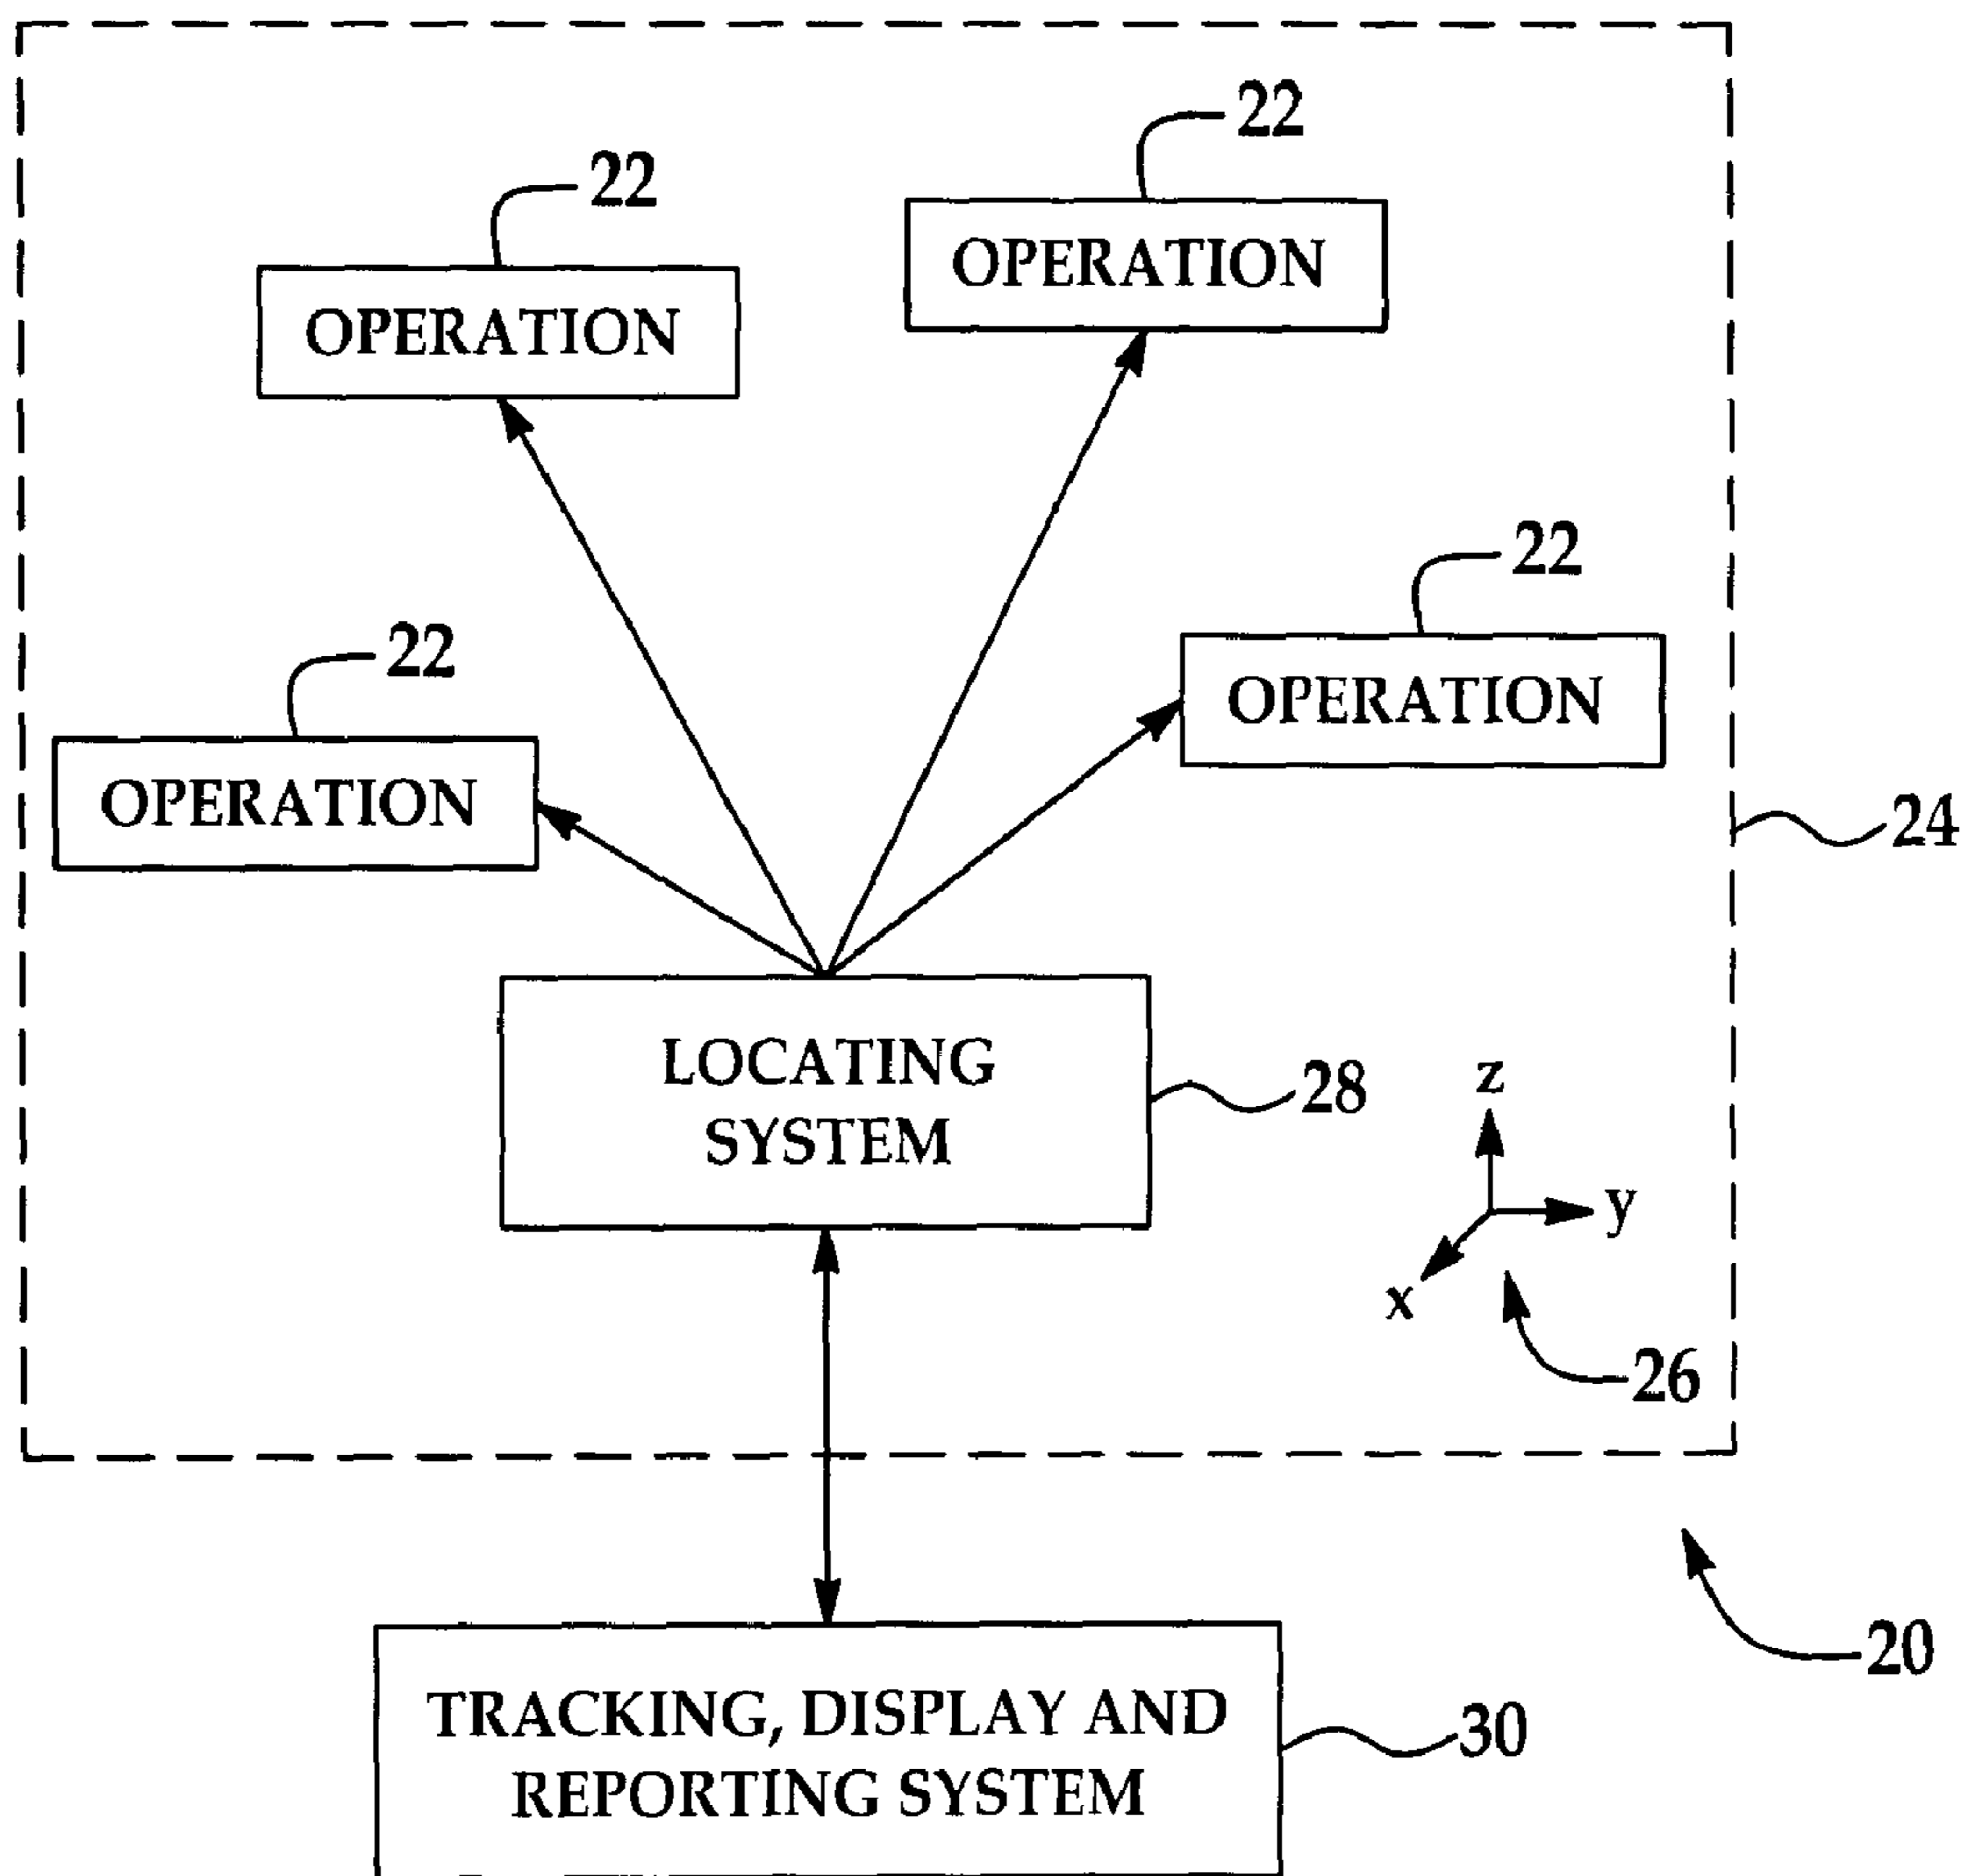 22
OPERATION
22
OPERATION
22
OPERATION
22
OPERATION
24
LOCATING
SYSTEM
28
z
y
x
26
20
TRACKING, DISPLAY AND
REPORTING SYSTEM
30